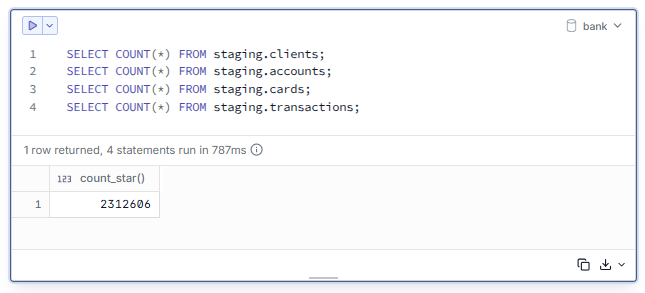 bank
1 SELECT COUNT(*) FROM staging.clients;
2 SELECT COUNT(*) FROM staging.accounts;
3 SELECT COUNT(*) FROM staging.cards;
4 SELECT COUNT(*) FROM staging.transactions;
1 row returned, 4 statements run in 787ms
123 count_star()
1 2312606